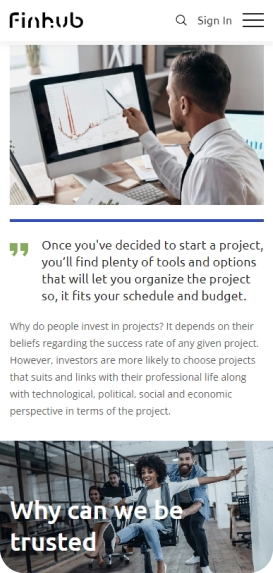 Finhub
Sign In
Once you've decided to start a project,
you'll find plenty of tools and options
that will let you organize the project
so, it fits your schedule and budget.
Why do people invest in projects? It depends on their
beliefs regarding the success rate of any given project.
However, investors are more likely to choose projects
that suits and links with their professional life along
with technological, political, social and economic
perspective in terms of the project.
Why can we be
trusted